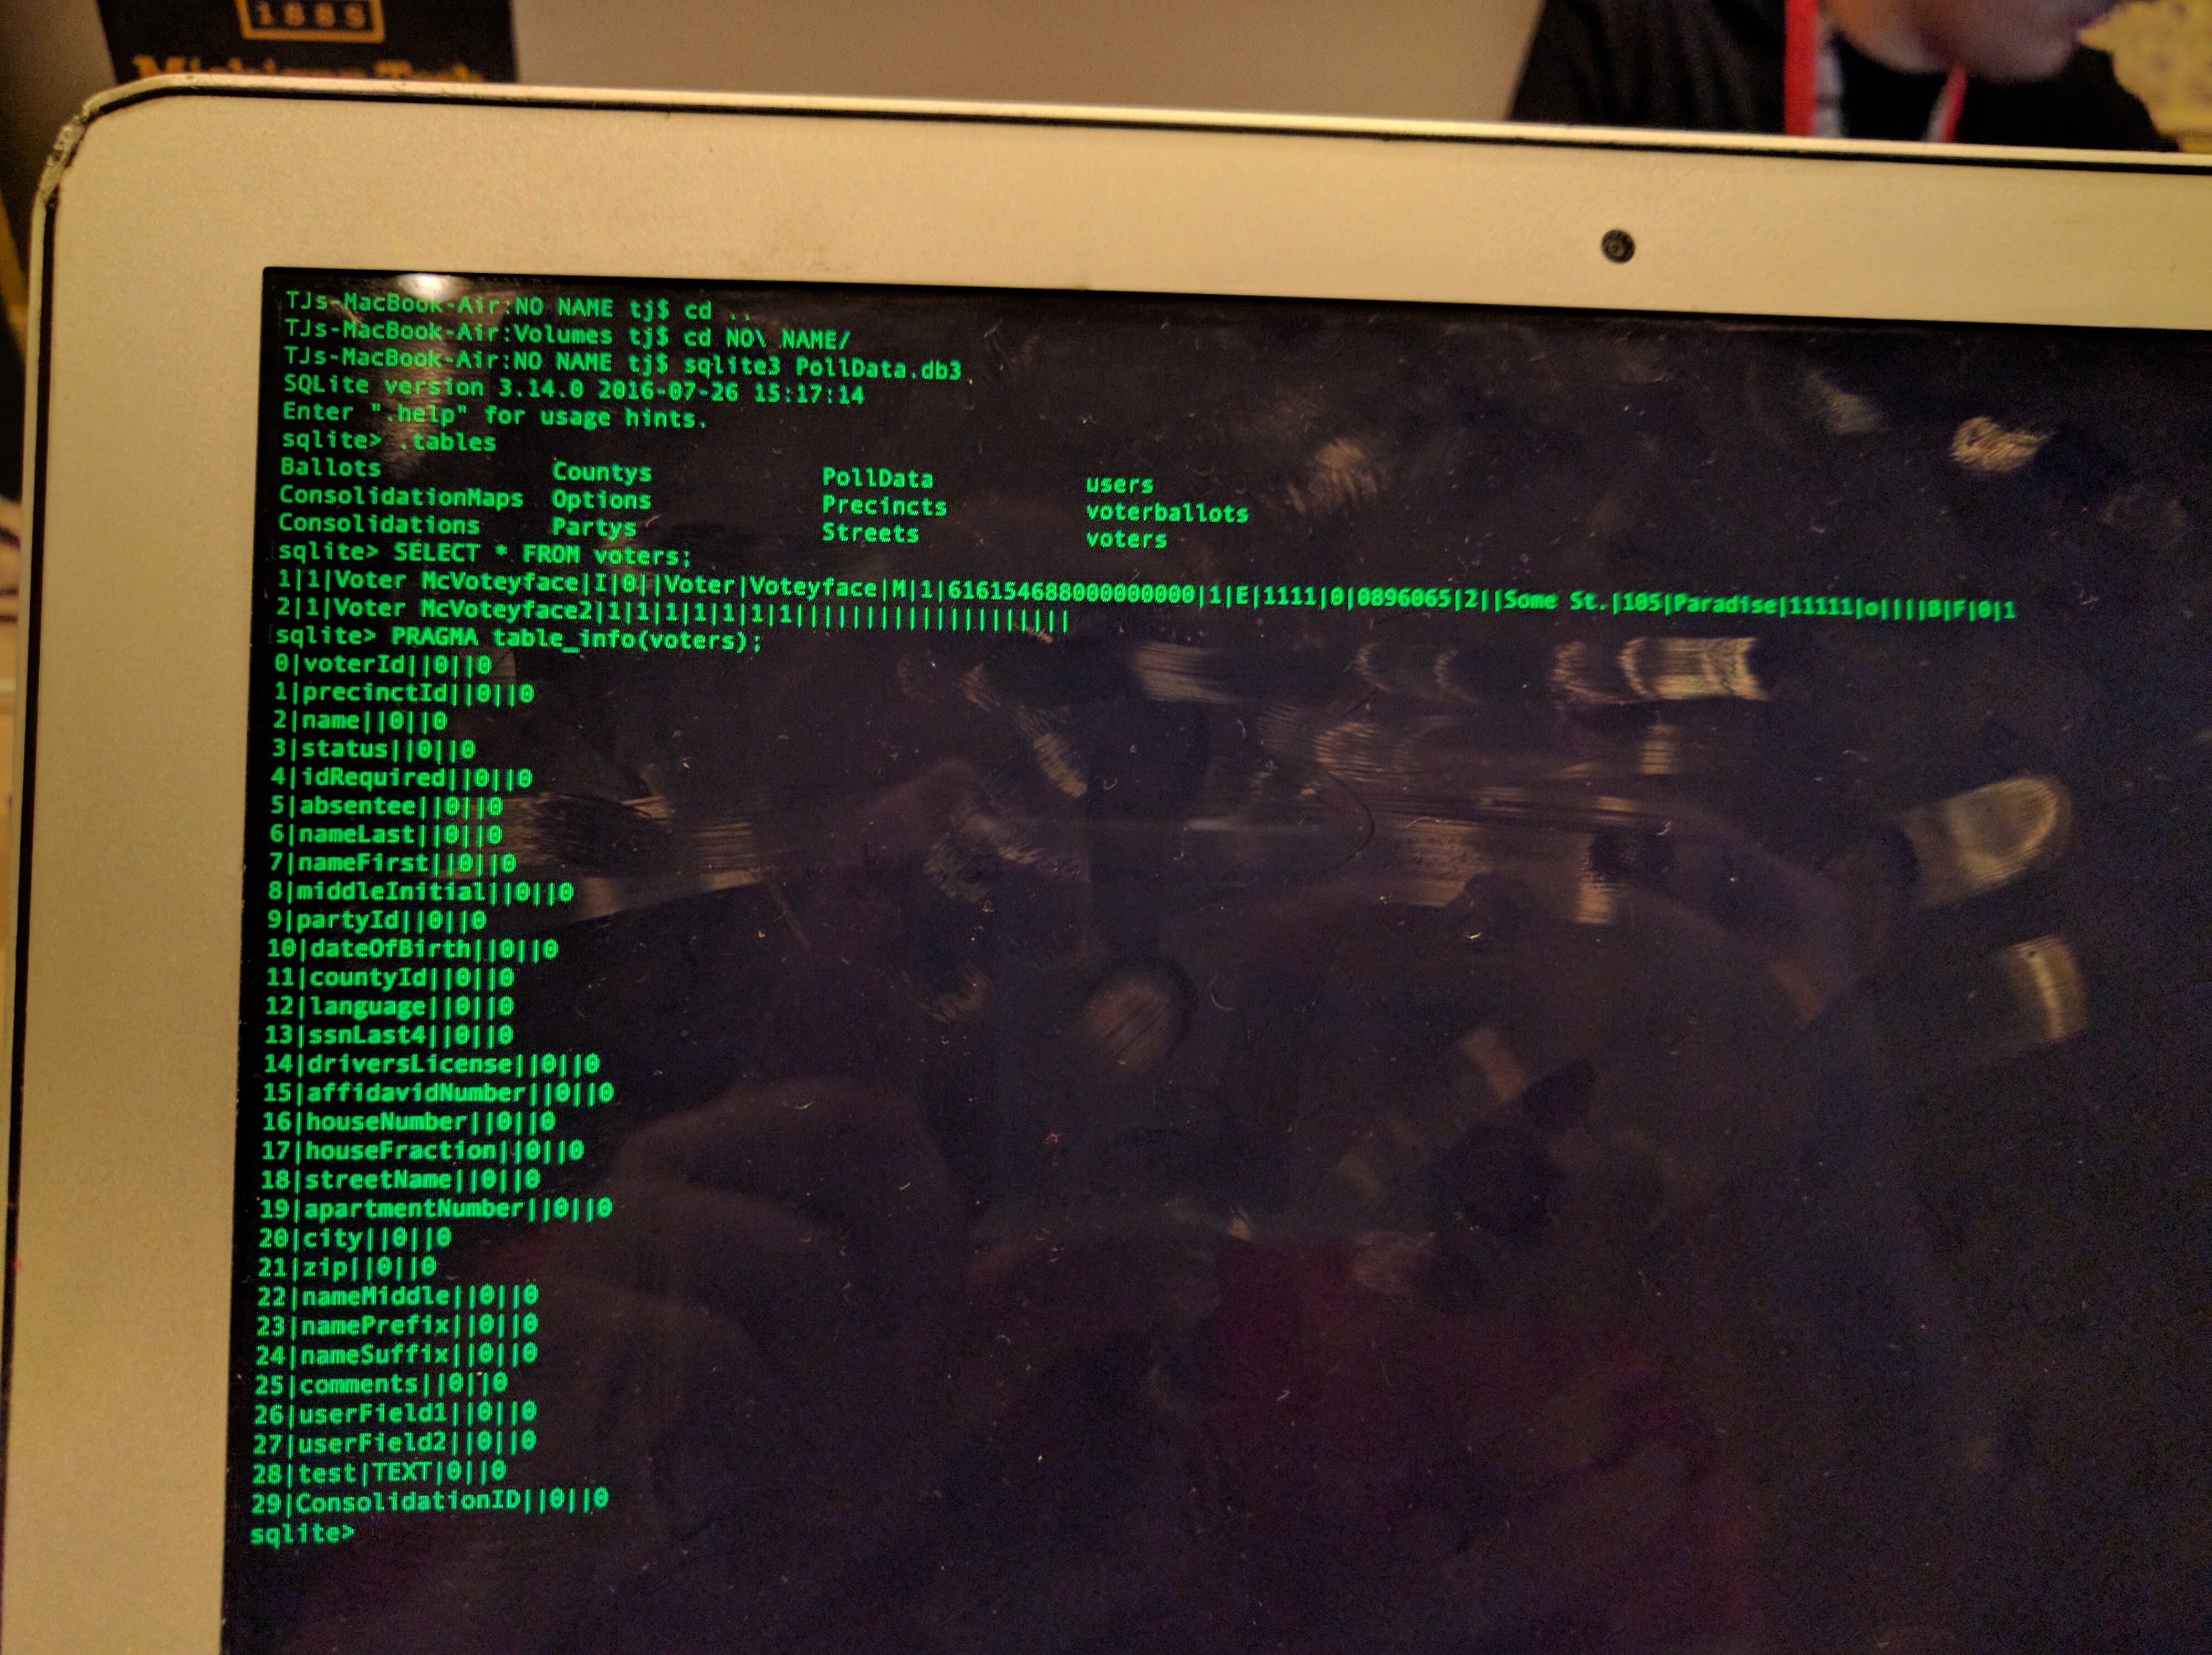 1885
Michigan Tech
TJs-MacBook-Air:NO NAME tj$ cd ..
TJs-MacBook-Air:Volumes tj$ cd NO\ NAME/
TJs-MacBook-Air:NO NAME tj$ sqlite3 PollData.db3
SQLite version 3.14.0 2016-07-26 15:17:14
Enter ".help" for usage hints.
sqlite> .tables
Ballots Countys PollData users
ConsolidationMaps Options Precincts voterballots
Consolidations Partys Streets voters
sqlite> SELECT * FROM voters;
1|1|Voter McVoteyface|I|0||Voter|Voteyface|M|1|616154688000000000|1|E|1111|0|0896065|2||Some St.|105|Paradise|11111|o||||B|F|0|1
2|1|Voter McVoteyface2|1|1|1|1|1|1|1||||||||||||||||||||
sqlite> PRAGMA table_info(voters);
0|voterId||0||0
1|precinctId||0||0
2|name||0||0
3|status||0||0
4|idRequired||0||0
5|absentee||0||0
6|nameLast||0||0
7|nameFirst||0||0
8|middleInitial||0||0
9|partyId||0||0
10|dateOfBirth||0||0
11|countyId||0||0
12|language||0||0
13|ssnLast4||0||0
14|driversLicense||0||0
15|affidavidNumber||0||0
16|houseNumber||0||0
17|houseFraction||0||0
18|streetName||0||0
19|apartmentNumber||0||0
20|city||0||0
21|zip||0||0
22|nameMiddle||0||0
23|namePrefix||0||0
24|nameSuffix||0||0
25|comments||0||0
26|userField1||0||0
27|userField2||0||0
28|test|TEXT|0||0
29|ConsolidationID||0||0
sqlite>